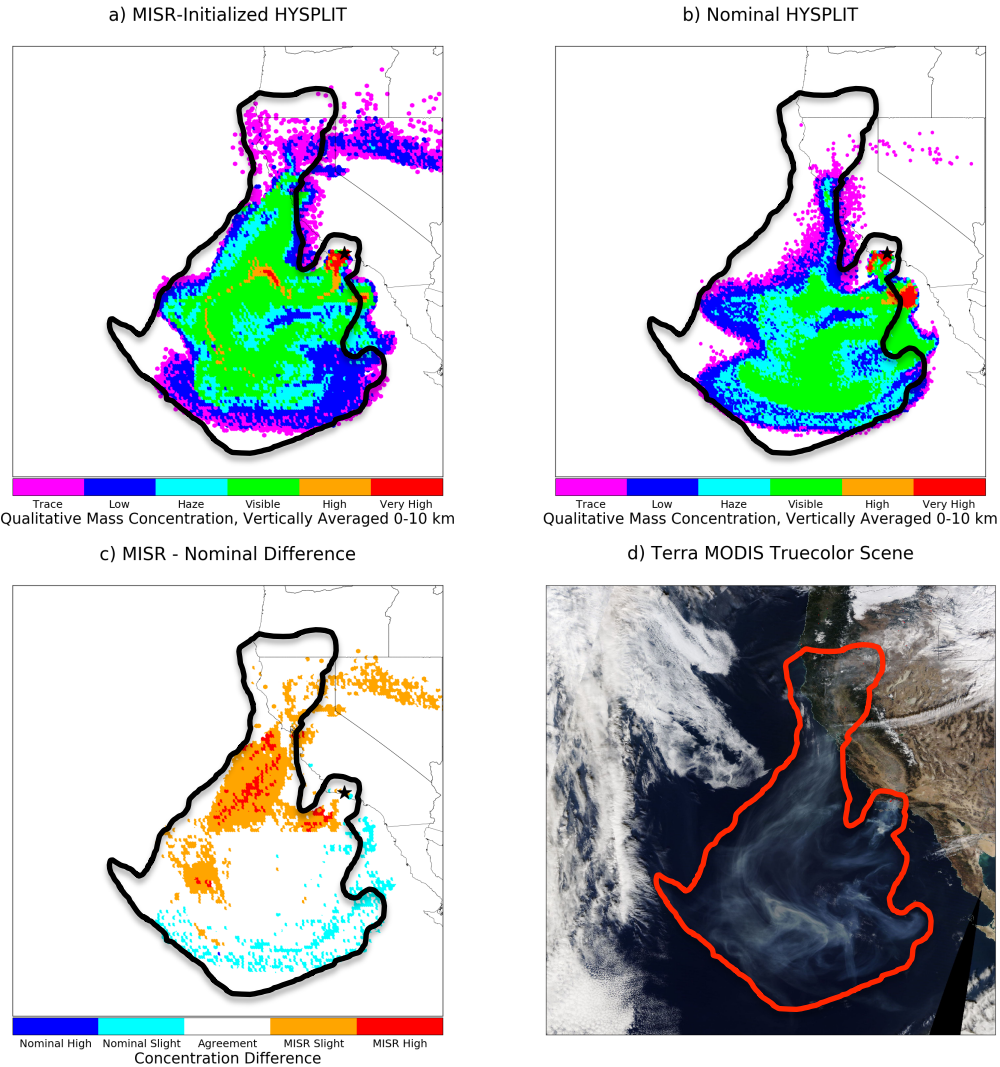 a) MISR-Initialized HYSPLIT
b) Nominal HYSPLIT
Trace Low Haze Visible High Very High
Qualitative Mass Concentration, Vertically Averaged 0-10 km
Trace Low Haze Visible High Very High
Qualitative Mass Concentration, Vertically Averaged 0-10 km
c) MISR - Nominal Difference
d) Terra MODIS Truecolor Scene
Nominal High Nominal Slight Agreement MISR Slight MISR High
Concentration Difference